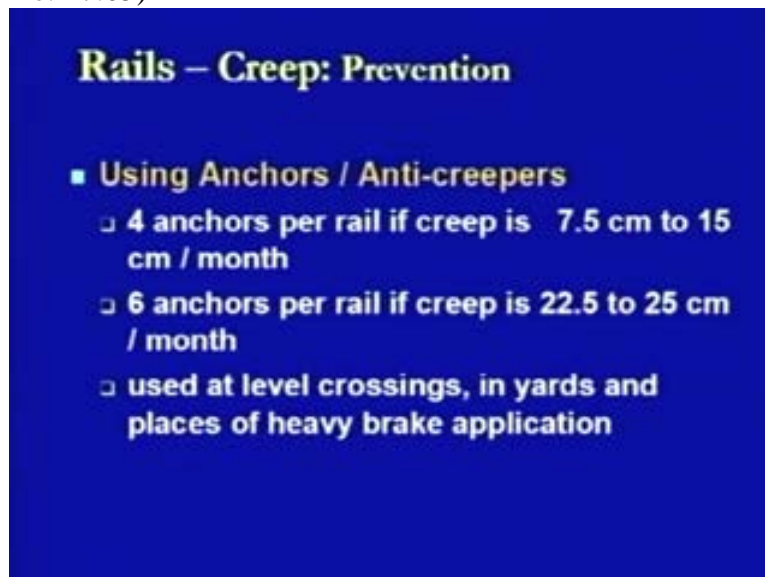 Rails – Creep: Prevention
Using Anchors / Anti-creepers
4 anchors per rail if creep is 7.5 cm to 15
cm / month
6 anchors per rail if creep is 22.5 to 25 cm
/ month
used at level crossings, in yards and
places of heavy brake application